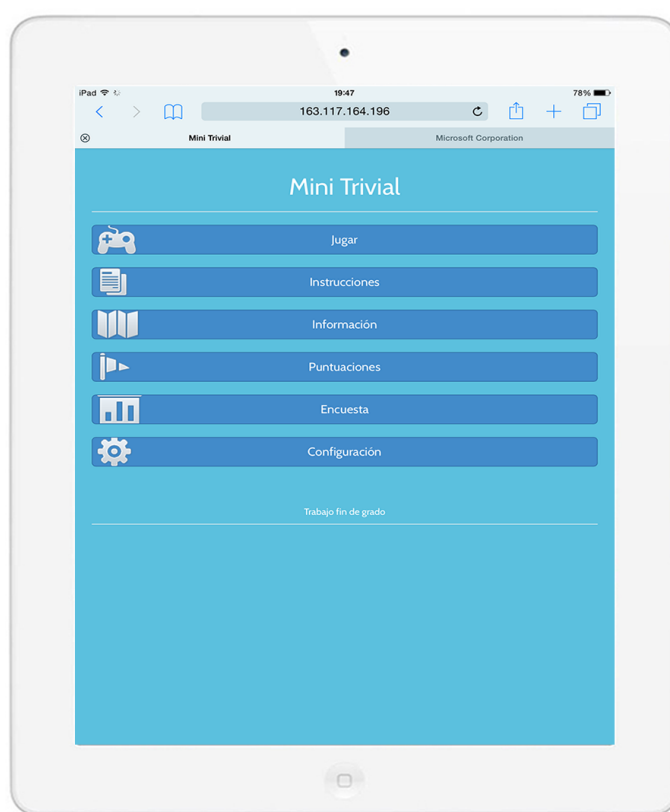 iPad 19:47 78%
163.117.164.196
Mini Trivial Microsoft Corporation
Mini Trivial
Jugar
Instrucciones
Información
Puntuaciones
Encuesta
Configuración
Trabajo fin de grado